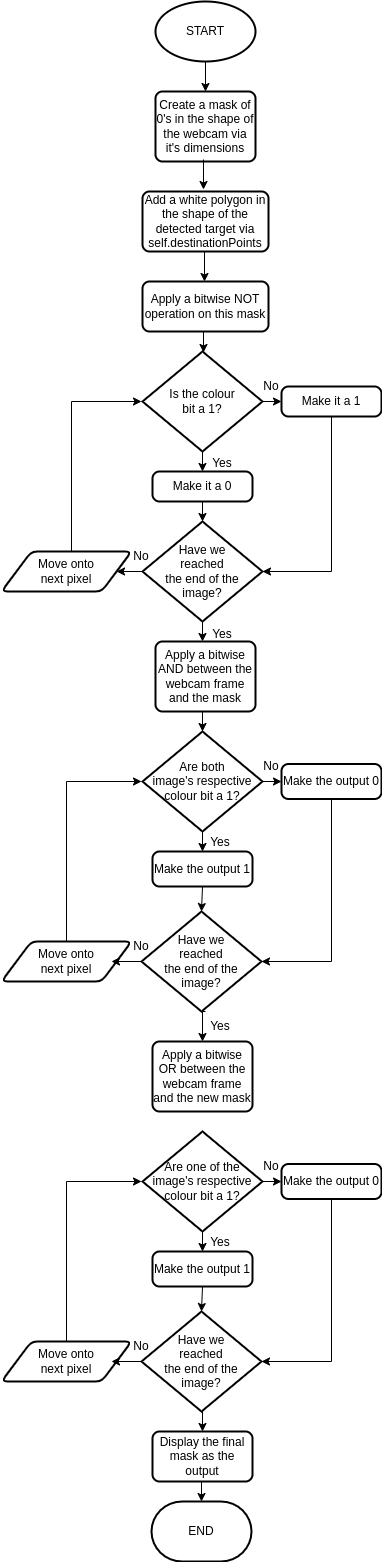 START
Create a mask of
0's in the shape of
the webcam via
it's dimensions
Add a white polygon in
the shape of the
detected target via
self.destinationPoints
Apply a bitwise NOT
operation on this mask
Is the colour
bit a 1?
No
Make it a 1
Yes
Make it a 0
Have we
reached
the end of the
image?
No
Move onto
next pixel
Yes
Apply a bitwise
AND between the
webcam frame
and the mask
Are both
image's respective
colour bit a 1?
No
Make the output 0
Yes
Make the output 1
Have we
reached
the end of the
image?
No
Move onto
next pixel
Yes
Apply a bitwise
OR between the
webcam frame
and the new mask
Are one of the
image's respective
colour bit a 1?
No
Make the output 0
Yes
Make the output 1
Have we
reached
the end of the
image?
No
Move onto
next pixel
Display the final
mask as the
output
END